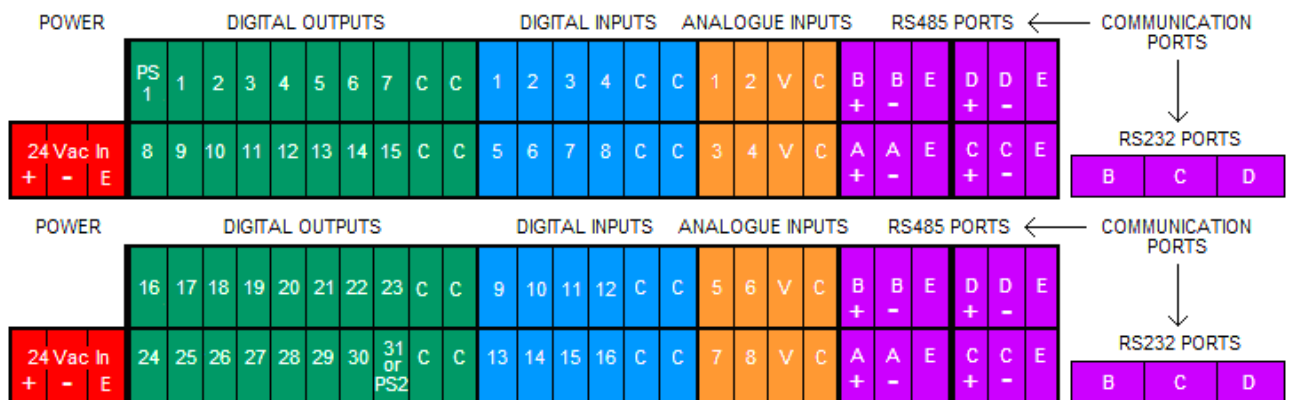 POWER DIGITAL OUTPUTS DIGITAL INPUTS ANALOGUE INPUTS RS485 PORTS COMMUNICATION
PORTS
PS 1 1 2 3 4 5 6 7 C C 1 2 3 4 C C 1 2 V C B + B - E D + D - E
RS232 PORTS
24 Vac In + - E 8 9 10 11 12 13 14 15 C C 5 6 7 8 C C 3 4 V C A + A - E C + C - E
B C D
POWER DIGITAL OUTPUTS DIGITAL INPUTS ANALOGUE INPUTS RS485 PORTS COMMUNICATION
PORTS
16 17 18 19 20 21 22 23 C C 9 10 11 12 C C 5 6 V C B + B - E D + D - E
RS232 PORTS
24 Vac In + - E 24 25 26 27 28 29 30 31 or PS2 C C 13 14 15 16 C C 7 8 V C A + A - E C + C - E
B C D